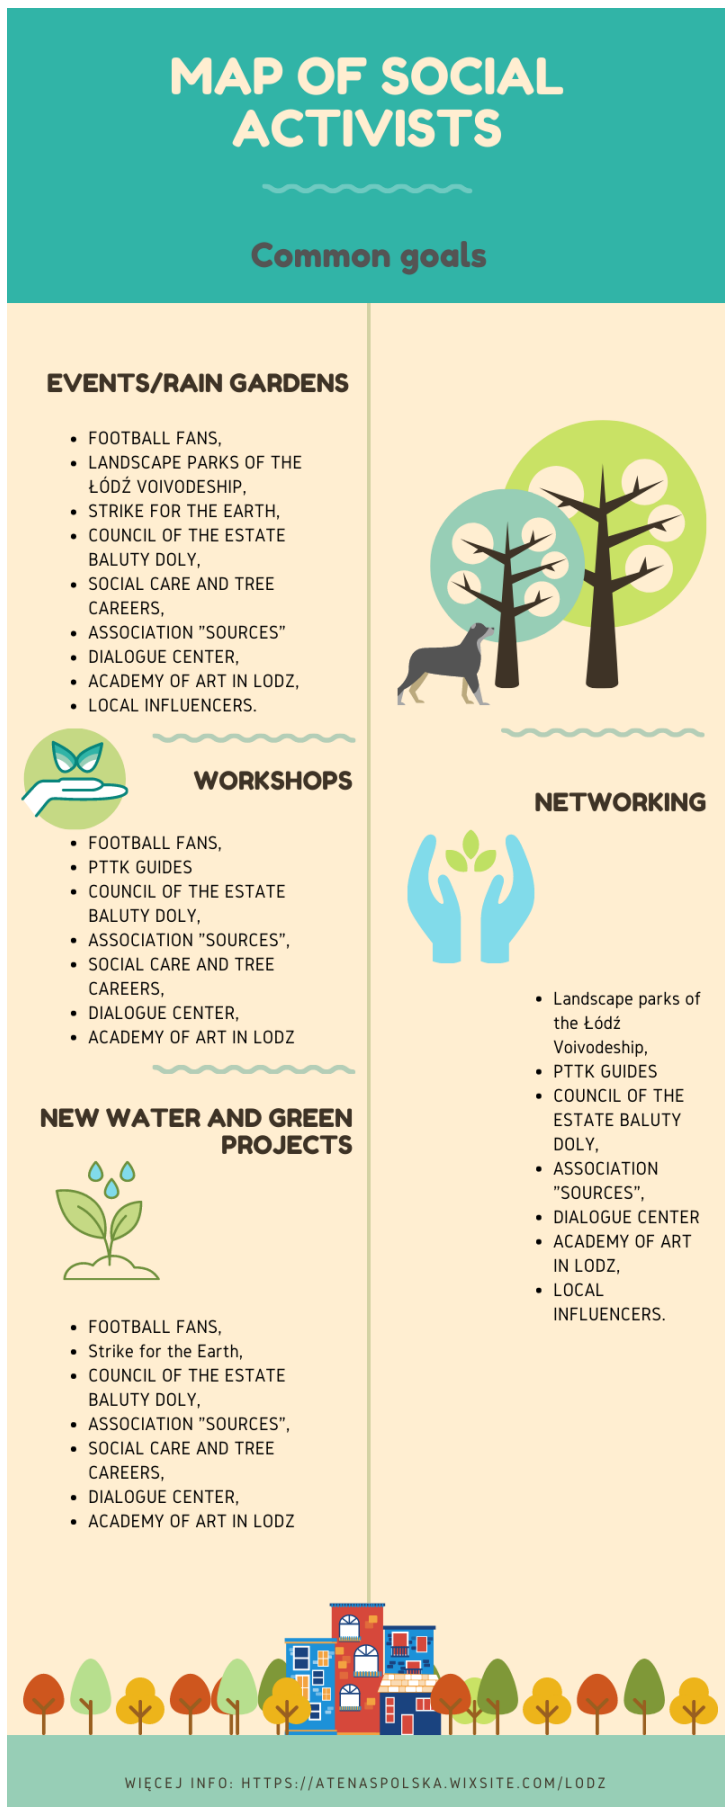 MAP OF SOCIAL
ACTIVISTS
Common goals
EVENTS/RAIN GARDENS
• FOOTBALL FANS,
• LANDSCAPE PARKS OF THE
ŁÓDŹ VOIVODESHIP,
• STRIKE FOR THE EARTH,
• COUNCIL OF THE ESTATE
BALUTY DOLY,
• SOCIAL CARE AND TREE
CAREERS,
• ASSOCIATION ”SOURCES”
• DIALOGUE CENTER,
• ACADEMY OF ART IN LODZ,
• LOCAL INFLUENCERS.
WORKSHOPS
• FOOTBALL FANS,
• PTTK GUIDES
• COUNCIL OF THE ESTATE
BALUTY DOLY,
• ASSOCIATION ”SOURCES”,
• SOCIAL CARE AND TREE
CAREERS,
• DIALOGUE CENTER,
• ACADEMY OF ART IN LODZ
NEW WATER AND GREEN
PROJECTS
• FOOTBALL FANS,
• Strike for the Earth,
• COUNCIL OF THE ESTATE
BALUTY DOLY,
• ASSOCIATION ”SOURCES”,
• SOCIAL CARE AND TREE
CAREERS,
• DIALOGUE CENTER,
• ACADEMY OF ART IN LODZ
NETWORKING
• Landscape parks of
the Łódź
Voivodeship,
• PTTK GUIDES
• COUNCIL OF THE
ESTATE BALUTY
DOLY,
• ASSOCIATION
”SOURCES”,
• DIALOGUE CENTER
• ACADEMY OF ART
IN LODZ,
• LOCAL
INFLUENCERS.
WIĘCEJ INFO: HTTPS://ATENASPOLSKA.WIXSITE.COM/LODZ